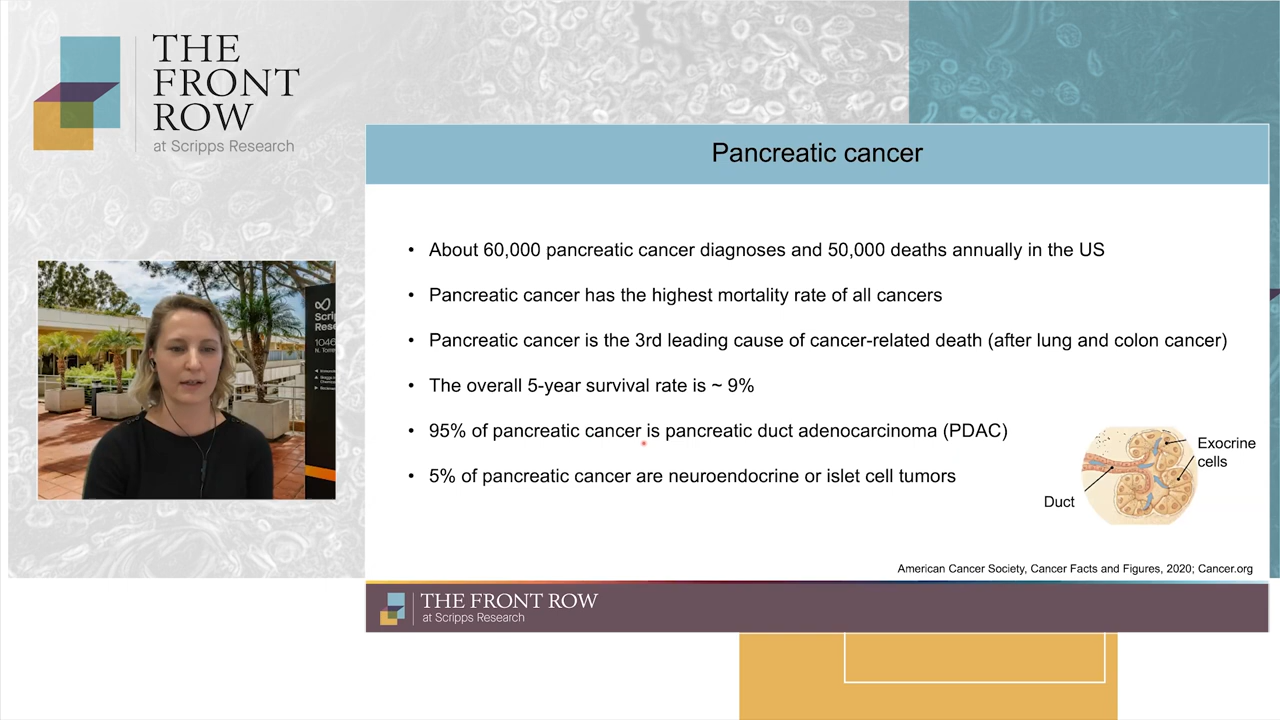 THE
FRONT
ROW
at Scripps Research
Pancreatic cancer
• About 60,000 pancreatic cancer diagnoses and 50,000 deaths annually in the US
• Pancreatic cancer has the highest mortality rate of all cancers
• Pancreatic cancer is the 3rd leading cause of cancer-related death (after lung and colon cancer)
• The overall 5-year survival rate is ~ 9%
• 95% of pancreatic cancer is pancreatic duct adenocarcinoma (PDAC)
• 5% of pancreatic cancer are neuroendocrine or islet cell tumors
Exocrine
cells
Duct
American Cancer Society, Cancer Facts and Figures, 2020; Cancer.org
THE FRONT ROW
at Scripps Research
1046